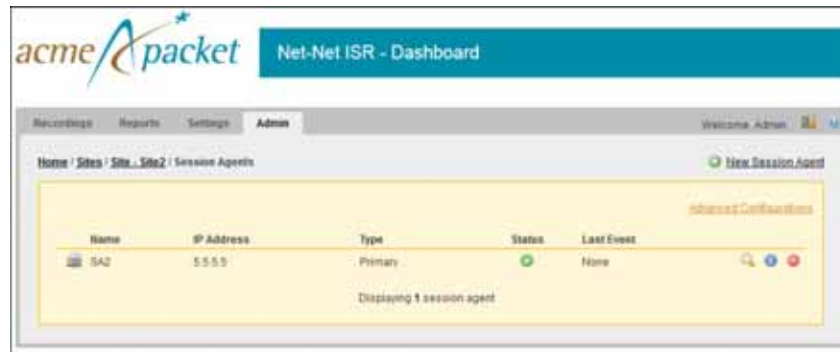 acme packet
Net-Net ISR - Dashboard
Recordings Reports Settings Admin
Welcome Admin
Home / Sites / Site - Site2 / Session Agents
New Session Agent
Advanced Configurations
Name IP Address Type Status Last Event
SA2 5.5.5.5 Primary None
Displaying 1 session agent